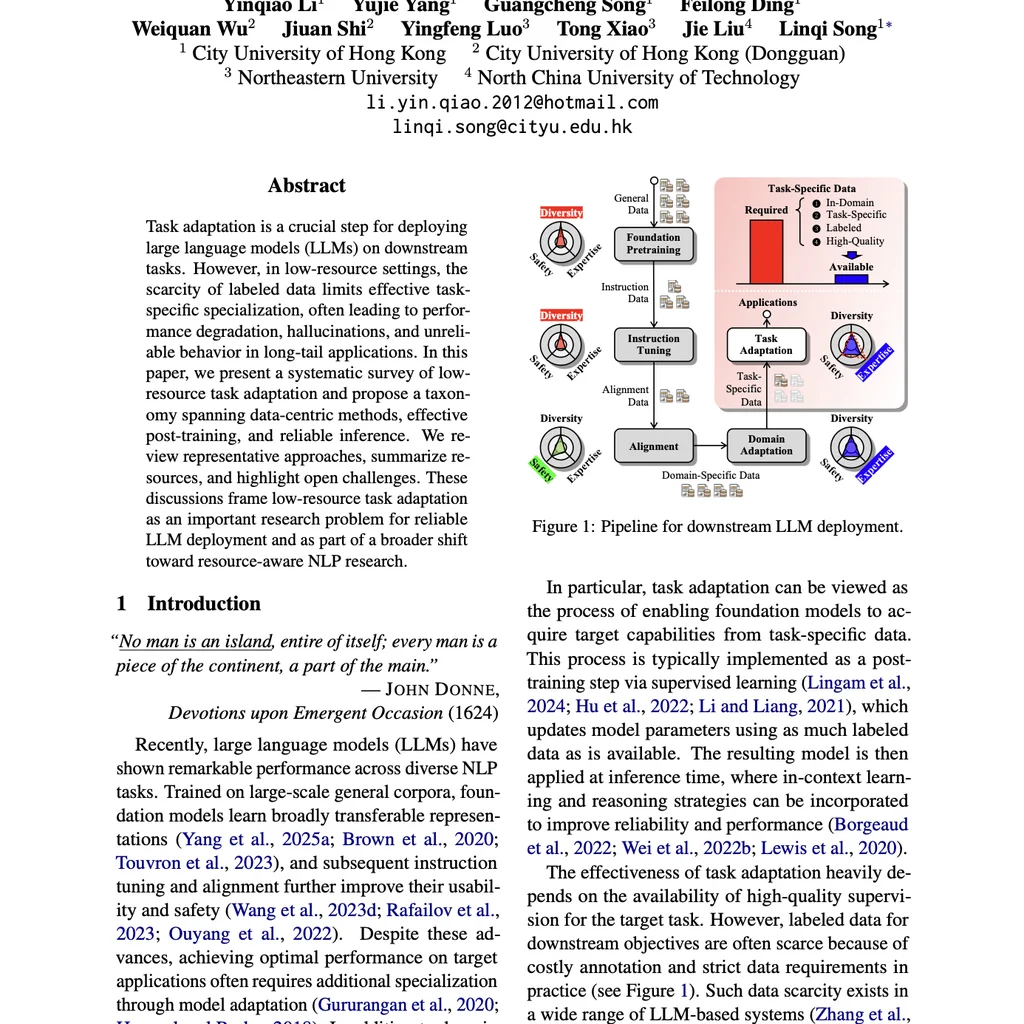 Yinqiao Li¹ Yujie Yang¹ Guangcheng Song¹ Feilong Ding¹
Weiquan Wu² Jiuan Shi² Yingfeng Luo³ Tong Xiao³ Jie Liu⁴ Linqi Song¹*
¹ City University of Hong Kong ² City University of Hong Kong (Dongguan)
³ Northeastern University ⁴ North China University of Technology
li.yin.qiao.2012@hotmail.com
linqi.song@cityu.edu.hk
Abstract
Task adaptation is a crucial step for deploying
large language models (LLMs) on downstream
tasks. However, in low-resource settings, the
scarcity of labeled data limits effective task-
specific specialization, often leading to perfor-
mance degradation, hallucinations, and unreli-
able behavior in long-tail applications. In this
paper, we present a systematic survey of low-
resource task adaptation and propose a taxon-
omy spanning data-centric methods, effective
post-training, and reliable inference. We re-
view representative approaches, summarize re-
sources, and highlight open challenges. These
discussions frame low-resource task adaptation
as an important research problem for reliable
LLM deployment and as part of a broader shift
toward resource-aware NLP research.
1 Introduction
“No man is an island, entire of itself; every man is a
piece of the continent, a part of the main.”
— JOHN DONNE,
Devotions upon Emergent Occasion (1624)
Recently, large language models (LLMs) have
shown remarkable performance across diverse NLP
tasks. Trained on large-scale general corpora, foun-
dation models learn broadly transferable represen-
tations (Yang et al., 2025a; Brown et al., 2020;
Touvron et al., 2023), and subsequent instruction
tuning and alignment further improve their usabil-
ity and safety (Wang et al., 2023d; Rafailov et al.,
2023; Ouyang et al., 2022). Despite these ad-
vances, achieving optimal performance on target
applications often requires additional specialization
through model adaptation (Gururangan et al., 2020;
General
Data
Diversity
Safety
Expertise
Foundation
Pretraining
Instruction
Data
Diversity
Safety
Expertise
Instruction
Tuning
Alignment
Data
Diversity
Safety
Expertise
Alignment
Domain-Specific Data
Domain
Adaptation
Diversity
Safety
Expertise
Task-
Specific
Data
Task
Adaptation
Applications
Diversity
Safety
Expertise
Task-Specific Data
Required
1 In-Domain
2 Task-Specific
3 Labeled
4 High-Quality
Available
Figure 1: Pipeline for downstream LLM deployment.
In particular, task adaptation can be viewed as
the process of enabling foundation models to ac-
quire target capabilities from task-specific data.
This process is typically implemented as a post-
training step via supervised learning (Lingam et al.,
2024; Hu et al., 2022; Li and Liang, 2021), which
updates model parameters using as much labeled
data as is available. The resulting model is then
applied at inference time, where in-context learn-
ing and reasoning strategies can be incorporated
to improve reliability and performance (Borgeaud
et al., 2022; Wei et al., 2022b; Lewis et al., 2020).
The effectiveness of task adaptation heavily de-
pends on the availability of high-quality supervi-
sion for the target task. However, labeled data for
downstream objectives are often scarce because of
costly annotation and strict data requirements in
practice (see Figure 1). Such data scarcity exists in
a wide range of LLM-based systems (Zhang et al.,